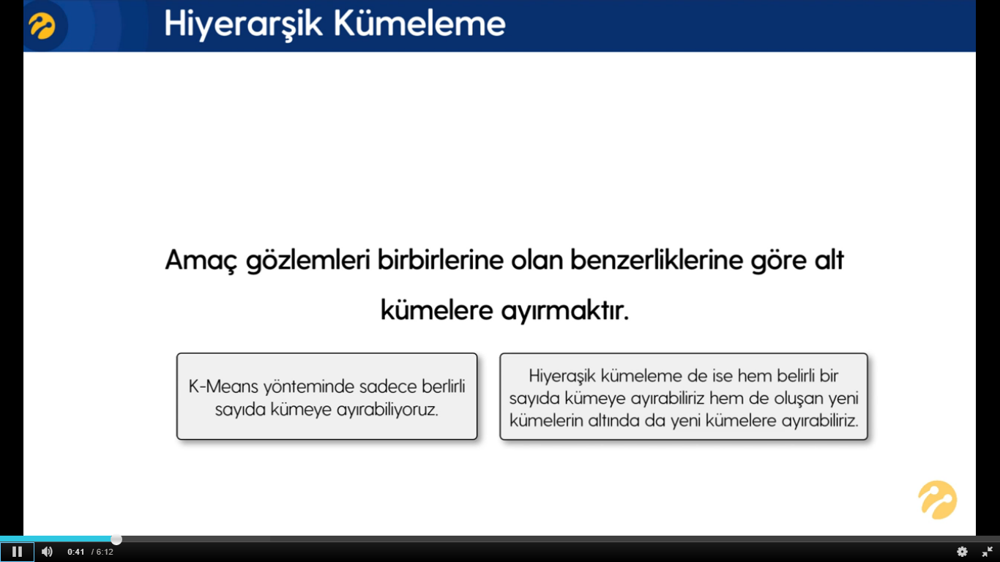 Hiyerarşik Kümeleme
Amaç gözlemleri birbirlerine olan benzerliklerine göre alt
kümelere ayırmaktır.
K-Means yönteminde sadece berlirli
sayıda kümeye ayırabiliyoruz.
Hiyeraşik kümeleme de ise hem belirli bir
sayıda kümeye ayırabiliriz hem de oluşan yeni
kümelerin altında da yeni kümelere ayırabiliriz.
0:41 / 6:12